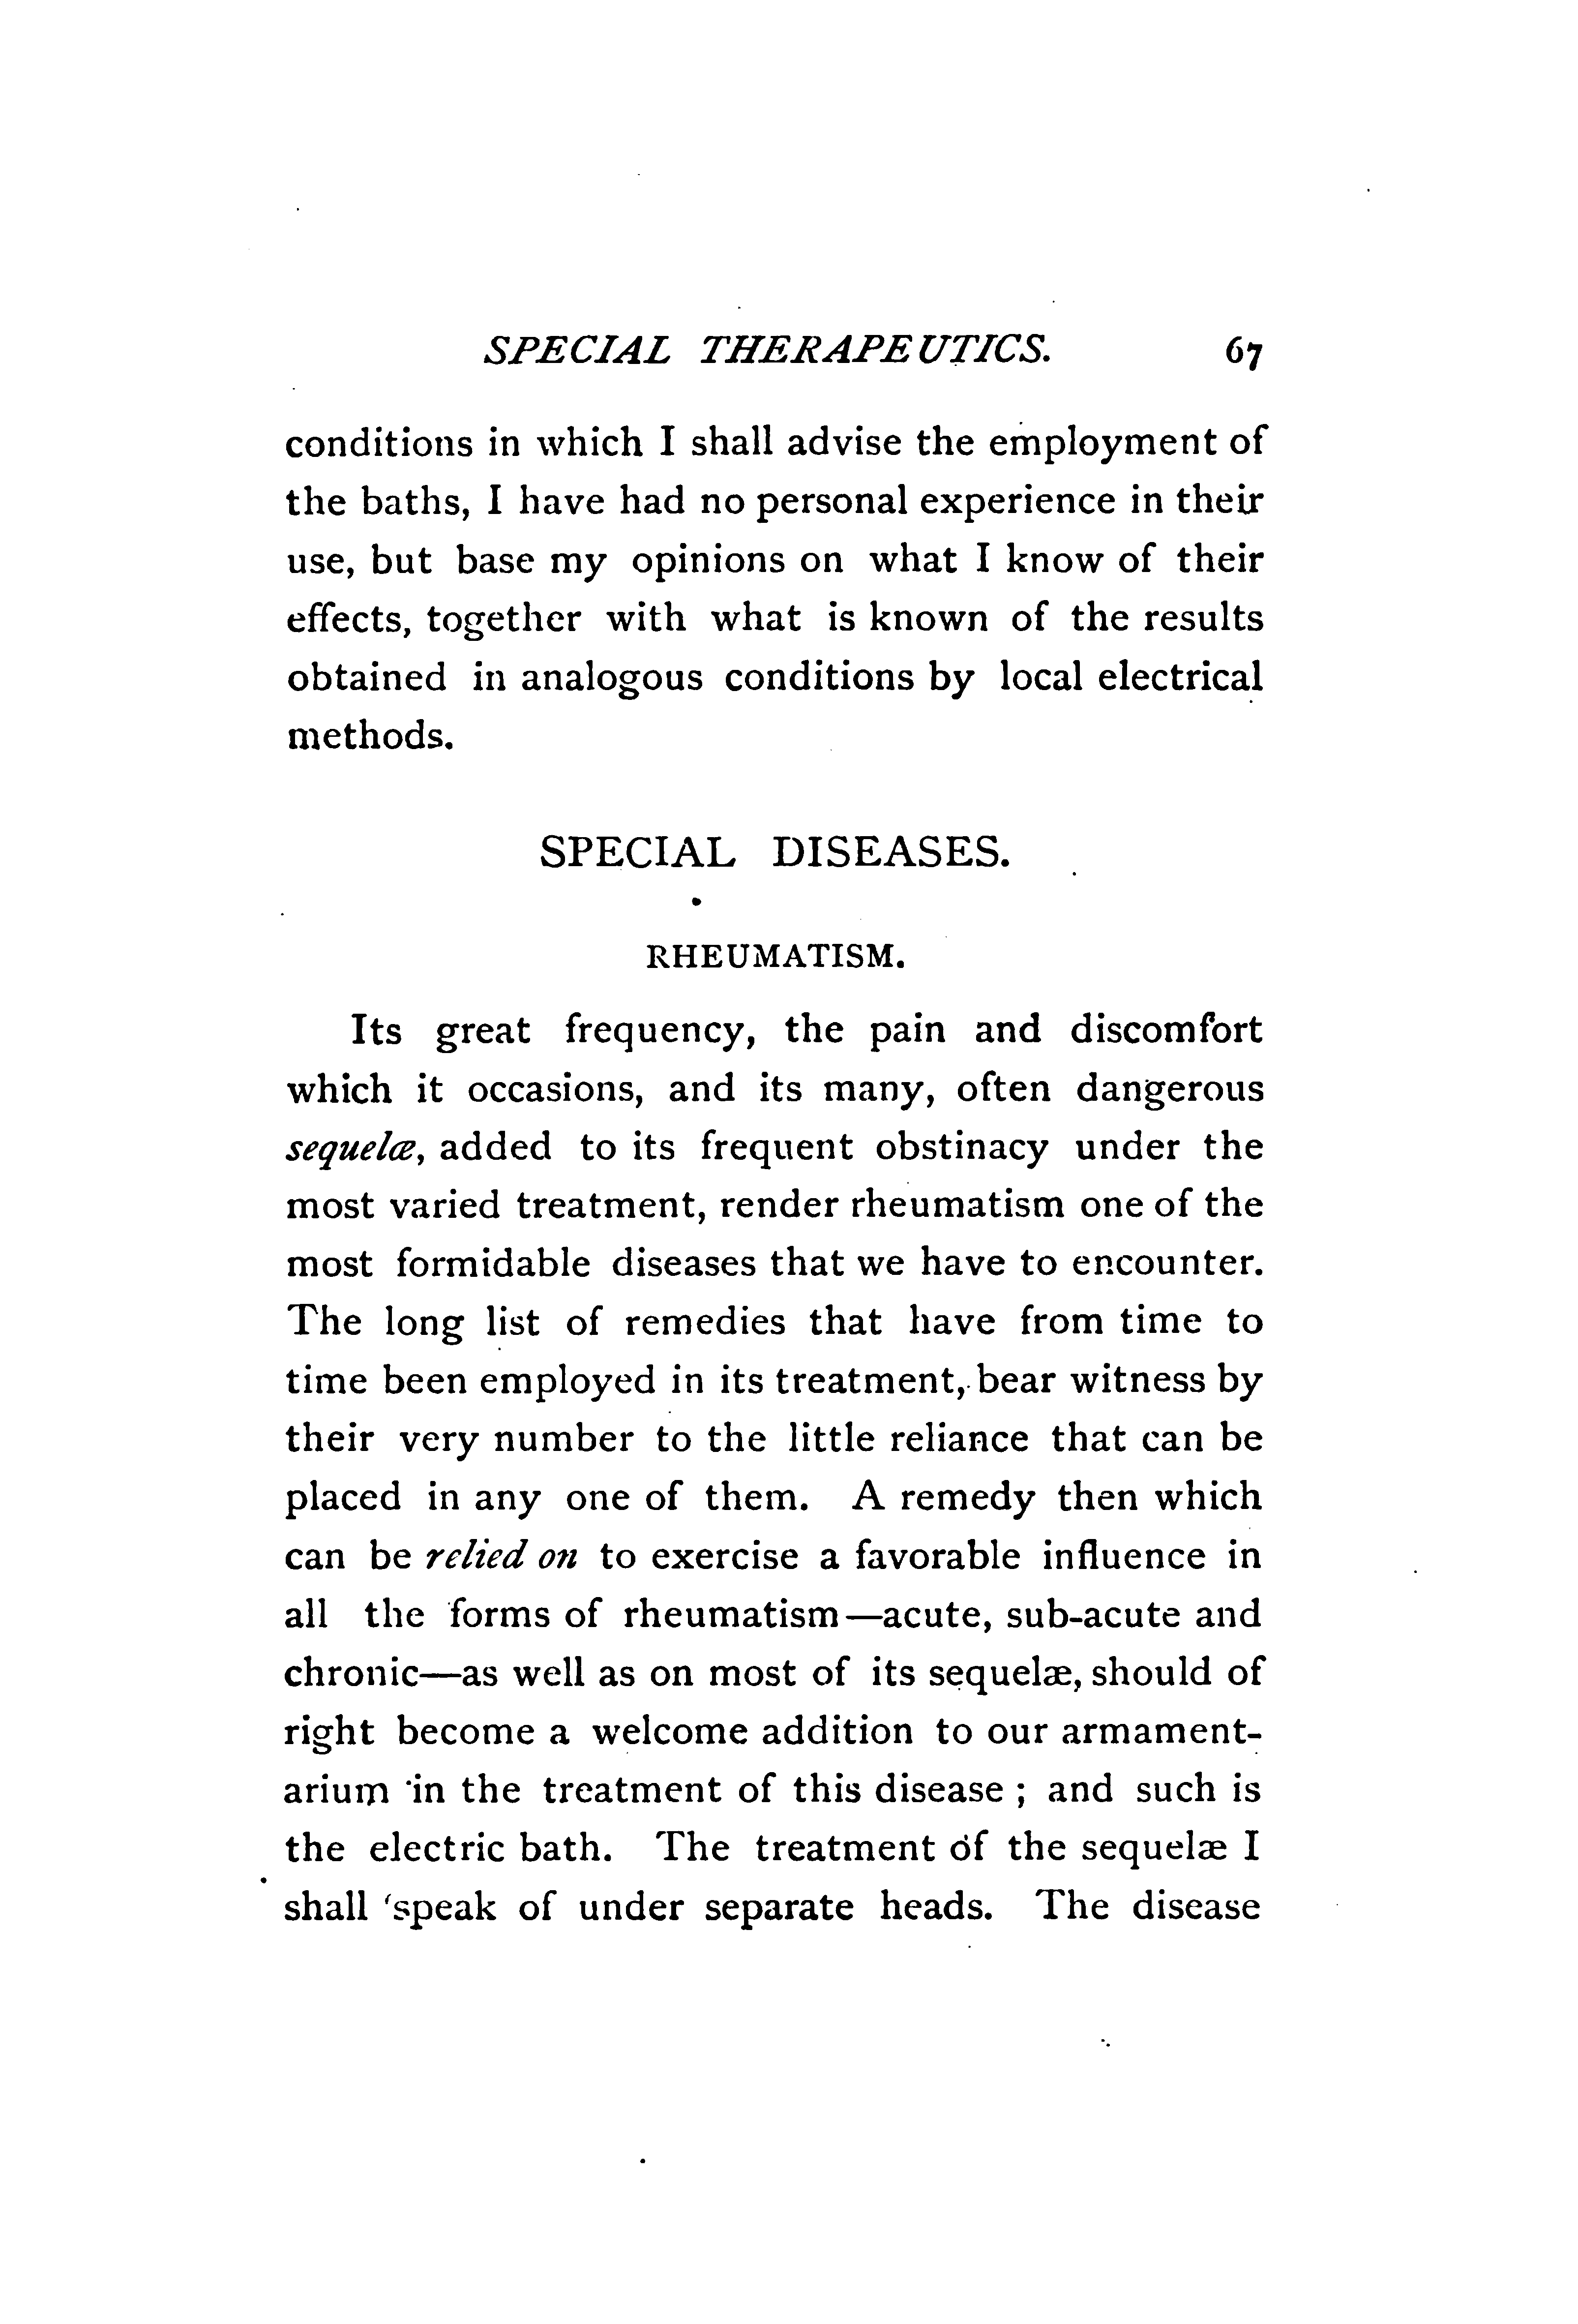 SPECIAL THERAPEUTICS. 67
conditions in which I shall advise the employment of
the baths, I have had no personal experience in their
use, but base my opinions on what I know of their
effects, together with what is known of the results
obtained in analogous conditions by local electrical
methods.
SPECIAL DISEASES.
RHEUMATISM.
Its great frequency, the pain and discomfort
which it occasions, and its many, often dangerous
sequelæ, added to its frequent obstinacy under the
most varied treatment, render rheumatism one of the
most formidable diseases that we have to encounter.
The long list of remedies that have from time to
time been employed in its treatment, bear witness by
their very number to the little reliance that can be
placed in any one of them. A remedy then which
can be relied on to exercise a favorable influence in
all the forms of rheumatism—acute, sub-acute and
chronic—as well as on most of its sequelæ, should of
right become a welcome addition to our armament-
arium in the treatment of this disease ; and such is
the electric bath. The treatment of the sequelæ I
shall speak of under separate heads. The disease